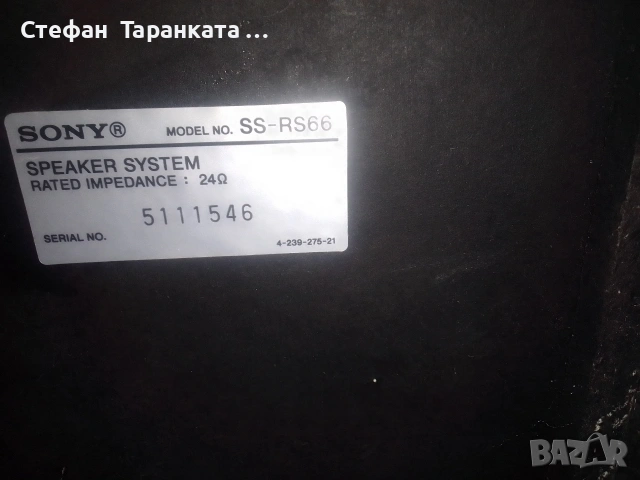 Стефан Таранката ...
SONY® MODEL NO. SS-RS66
SPEAKER SYSTEM
RATED IMPEDANCE : 24Ω
5111546
SERIAL NO. 4-239-275-21
BAZAR